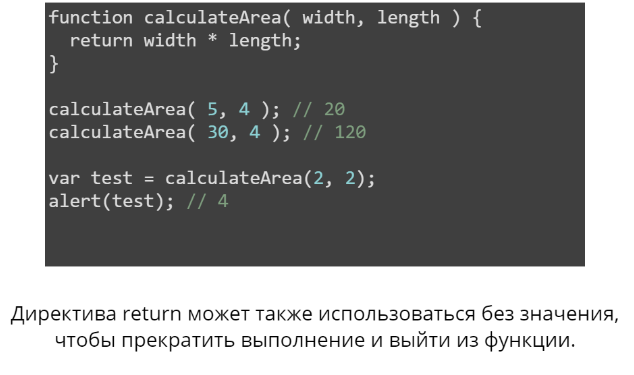 function calculateArea( width, length ) {
  return width * length;
}
calculateArea( 5, 4 ); // 20
calculateArea( 30, 4 ); // 120
var test = calculateArea(2, 2);
alert(test); // 4
Директива return может также использоваться без значения,
чтобы прекратить выполнение и выйти из функции.